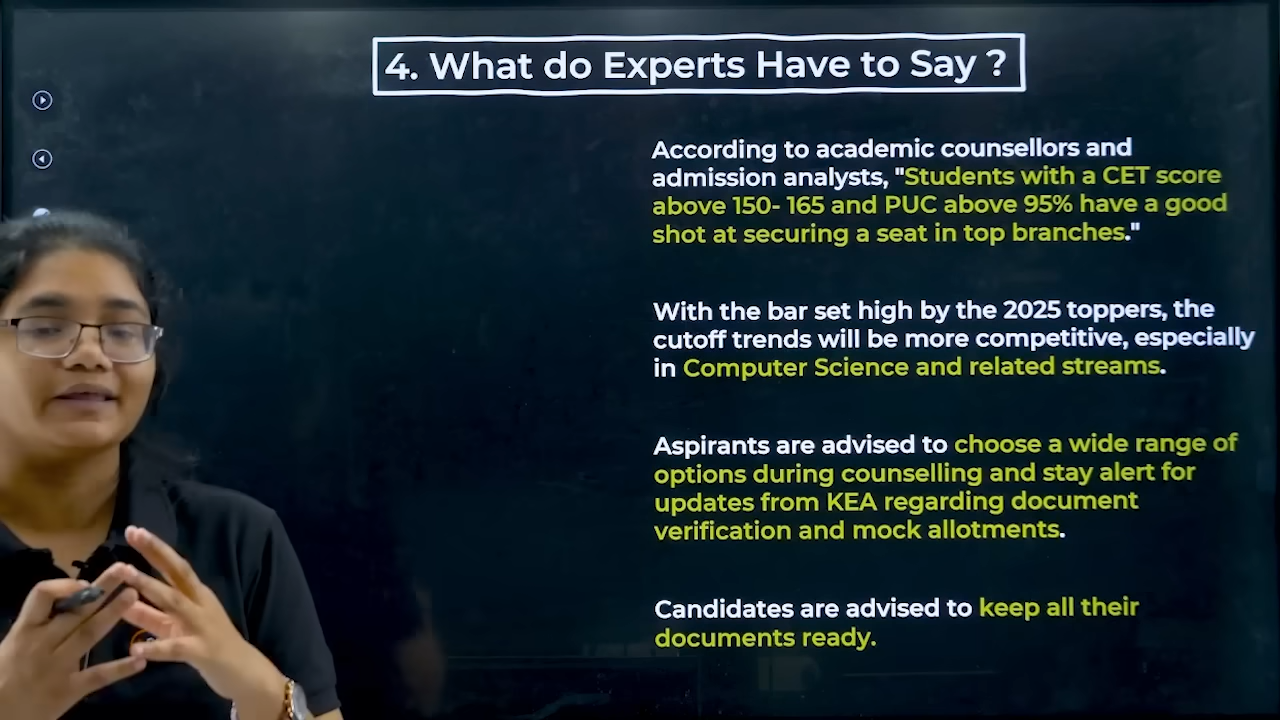 4. What do Experts Have to Say ?
According to academic counsellors and
admission analysts, "Students with a CET score
above 150- 165 and PUC above 95% have a good
shot at securing a seat in top branches."
With the bar set high by the 2025 toppers, the
cutoff trends will be more competitive, especially
in Computer Science and related streams.
Aspirants are advised to choose a wide range of
options during counselling and stay alert for
updates from KEA regarding document
verification and mock allotments.
Candidates are advised to keep all their
documents ready.